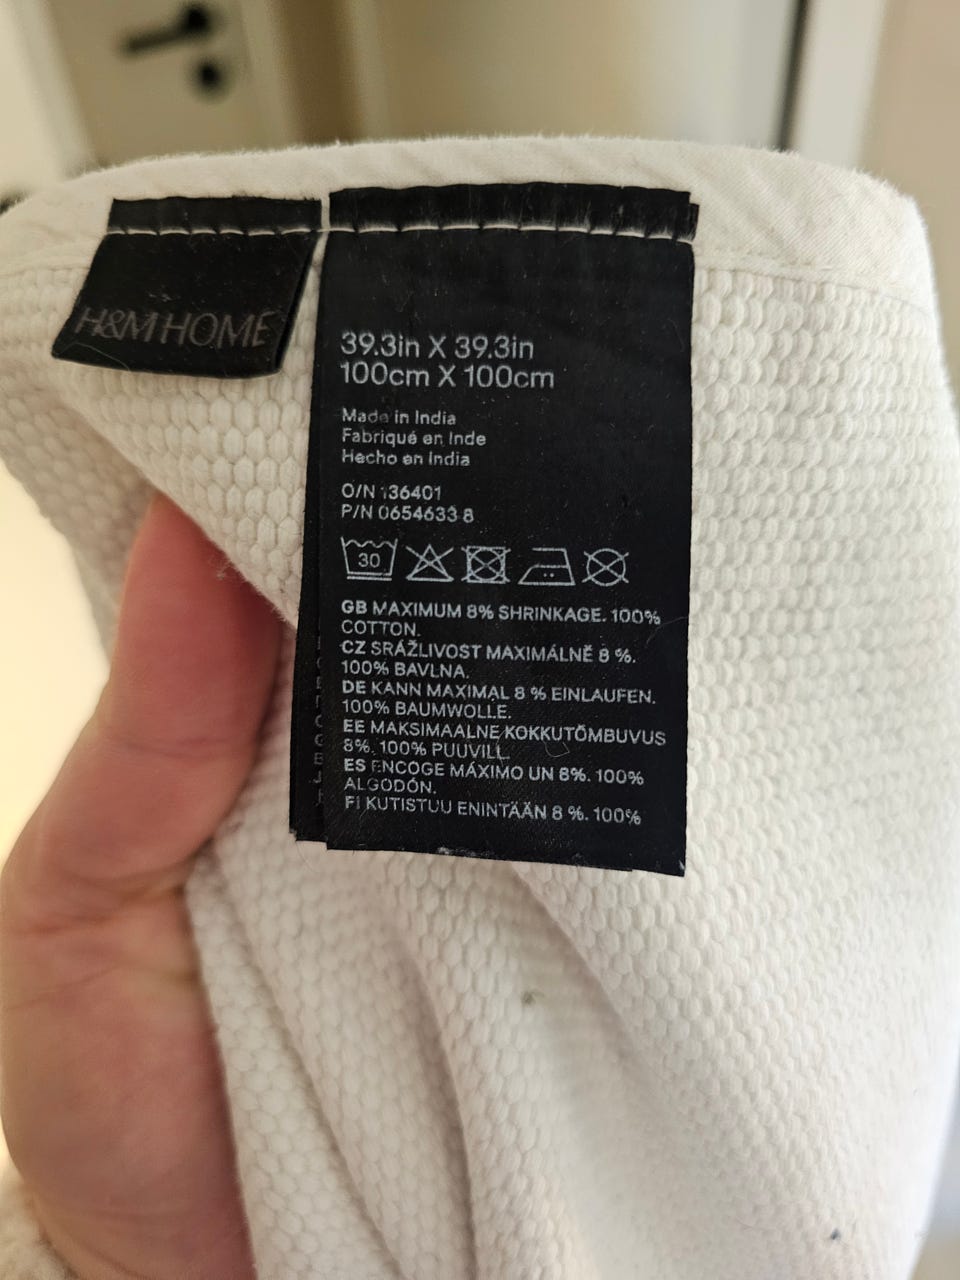 H&M HOME
39.3in X 39.3in
100cm X 100cm
Made in India
Fabriqué en Inde
Hecho en India
O/N 136401
P/N 0654633 8
30
GB MAXIMUM 8% SHRINKAGE. 100%
COTTON.
CZ SRÁŽLIVOST MAXIMÁLNĚ 8 %.
100% BAVLNA.
DE KANN MAXIMAL 8 % EINLAUFEN.
100% BAUMWOLLE.
EE MAKSIMAALNE KOKKUTÕMBUVUS
8%. 100% PUUVILL.
ES ENCOGE MÁXIMO UN 8%. 100%
ALGODÓN.
FI KUTISTUU ENINTÄÄN 8 %. 100%